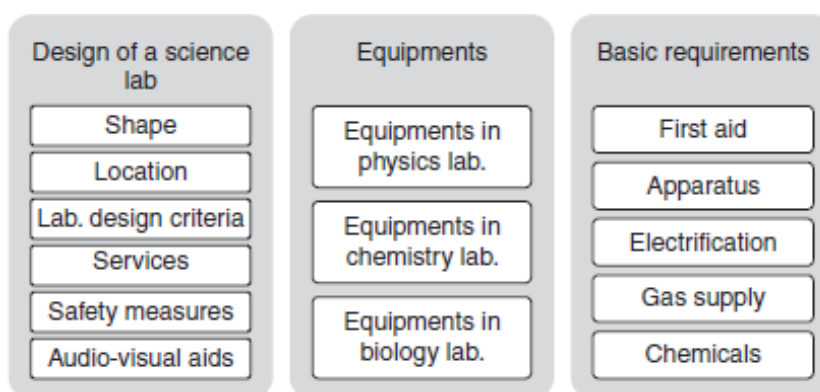 Design of a science
lab
Shape
Location
Lab. design criteria
Services
Safety measures
Audio-visual aids
Equipments
Equipments in
physics lab.
Equipments in
chemistry lab.
Equipments in
biology lab.
Basic requirements
First aid
Apparatus
Electrification
Gas supply
Chemicals